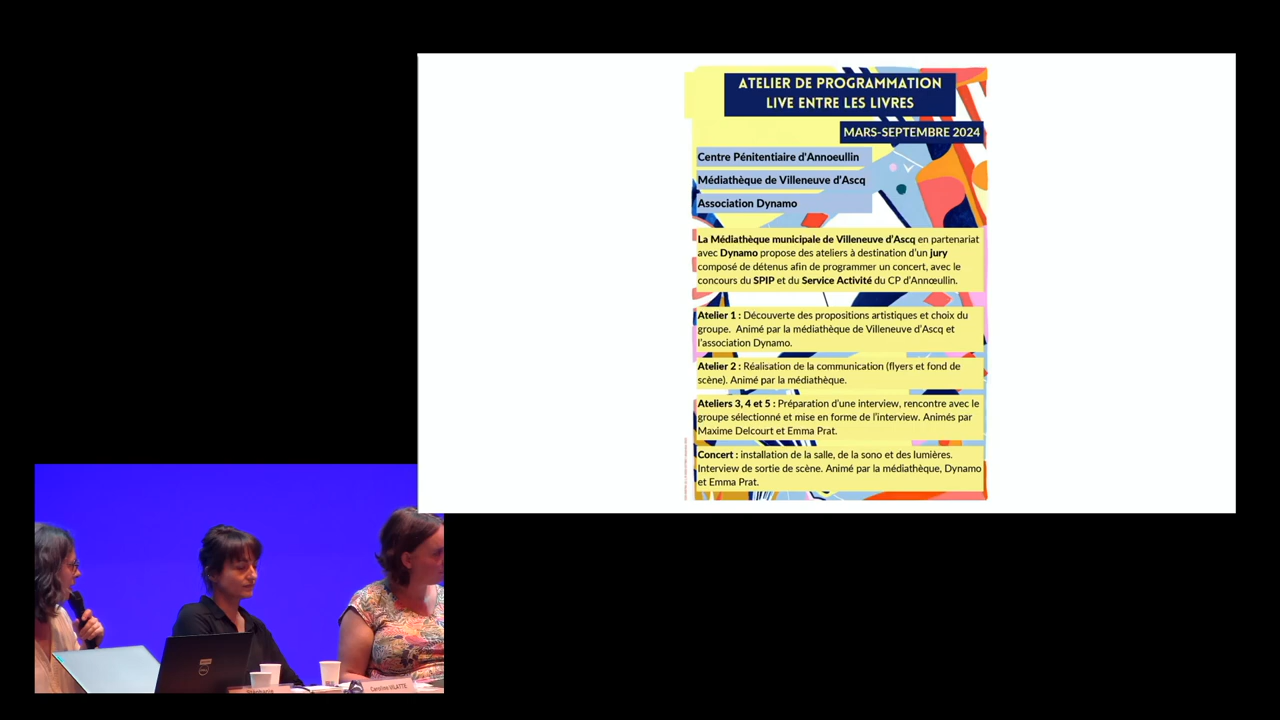 ATELIER DE PROGRAMMATION
LIVE ENTRE LES LIVRES
MARS-SEPTEMBRE 2024
Centre Pénitentiaire d'Annoeullin
Médiathèque de Villeneuve d'Ascq
Association Dynamo
La Médiathèque municipale de Villeneuve d'Ascq en partenariat
avec Dynamo propose des ateliers à destination d'un jury
composé de détenus afin de programmer un concert, avec le
concours du SPIP et du Service Activité du CP d'Annœullin.
Atelier 1 : Découverte des propositions artistiques et choix du
groupe. Animé par la médiathèque de Villeneuve d'Ascq et
l'association Dynamo.
Atelier 2 : Réalisation de la communication (flyers et fond de
scène). Animé par la médiathèque.
Ateliers 3, 4 et 5 : Préparation d'une interview, rencontre avec le
groupe sélectionné et mise en forme de l'interview. Animés par
Maxime Delcourt et Emma Prat.
Concert : installation de la salle, de la sono et des lumières.
Interview de sortie de scène. Animé par la médiathèque, Dynamo
et Emma Prat.
Caroline VILATTE